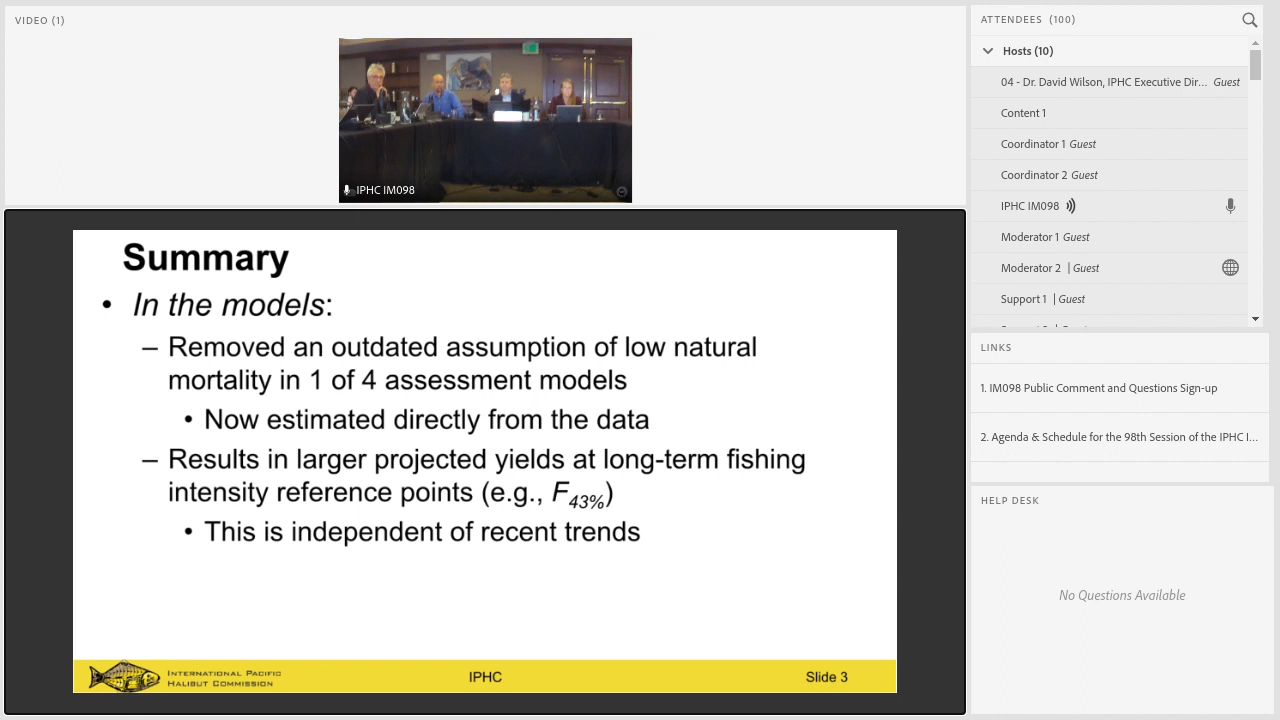 VIDEO (1)
IPHC IM098
Summary
• In the models:
– Removed an outdated assumption of low natural
mortality in 1 of 4 assessment models
• Now estimated directly from the data
– Results in larger projected yields at long-term fishing
intensity reference points (e.g., F43%)
• This is independent of recent trends
INTERNATIONAL PACIFIC
HALIBUT COMMISSION
IPHC
Slide 3
ATTENDEES (100)
Hosts (10)
04 - Dr. David Wilson, IPHC Executive Dir... Guest
Content 1
Coordinator 1 Guest
Coordinator 2 Guest
IPHC IM098
Moderator 1 Guest
Moderator 2 | Guest
Support 1 | Guest
LINKS
1. IM098 Public Comment and Questions Sign-up
2. Agenda & Schedule for the 98th Session of the IPHC I...
HELP DESK
No Questions Available